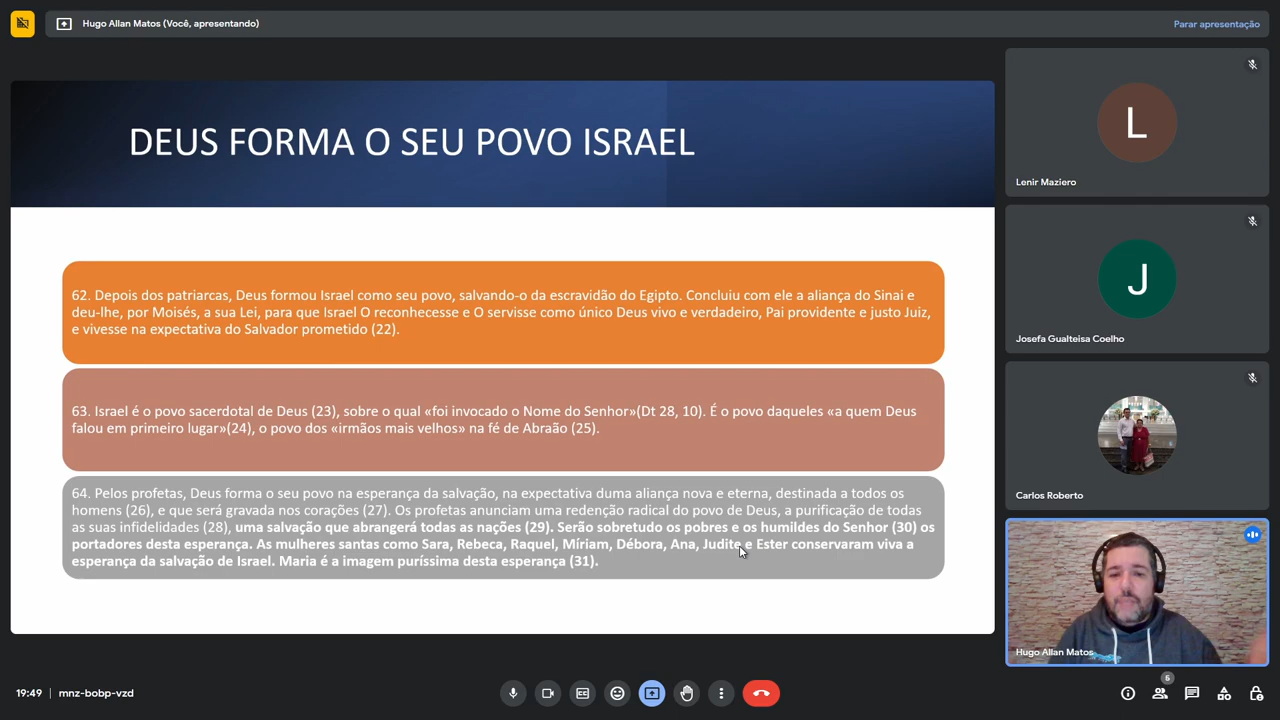 Hugo Allan Matos (Você, apresentando)
Parar apresentação
DEUS FORMA O SEU POVO ISRAEL
62. Depois dos patriarcas, Deus formou Israel como seu povo, salvando-o da escravidão do Egipto. Concluiu com ele a aliança do Sinai e
deu-lhe, por Moisés, a sua Lei, para que Israel O reconhecesse e O servisse como único Deus vivo e verdadeiro, Pai providente e justo Juiz,
e vivesse na expectativa do Salvador prometido (22).
63. Israel é o povo sacerdotal de Deus (23), sobre o qual «foi invocado o Nome do Senhor»(Dt 28, 10). É o povo daqueles «a quem Deus
falou em primeiro lugar»(24), o povo dos «irmãos mais velhos» na fé de Abraão (25).
64. Pelos profetas, Deus forma o seu povo na esperança da salvação, na expectativa duma aliança nova e eterna, destinada a todos os
homens (26), e que será gravada nos corações (27). Os profetas anunciam uma redenção radical do povo de Deus, a purificação de todas
as suas infidelidades (28), uma salvação que abrangerá todas as nações (29). Serão sobretudo os pobres e os humildes do Senhor (30) os
portadores desta esperança. As mulheres santas como Sara, Rebeca, Raquel, Míriam, Débora, Ana, Judite e Ester conservaram viva a
esperança da salvação de Israel. Maria é a imagem puríssima desta esperança (31).
L
Lenir Maziero
J
Josefa Gualteisa Coelho
Carlos Roberto
Hugo Allan Matos
19:49
mnz-bobp-vzd
6